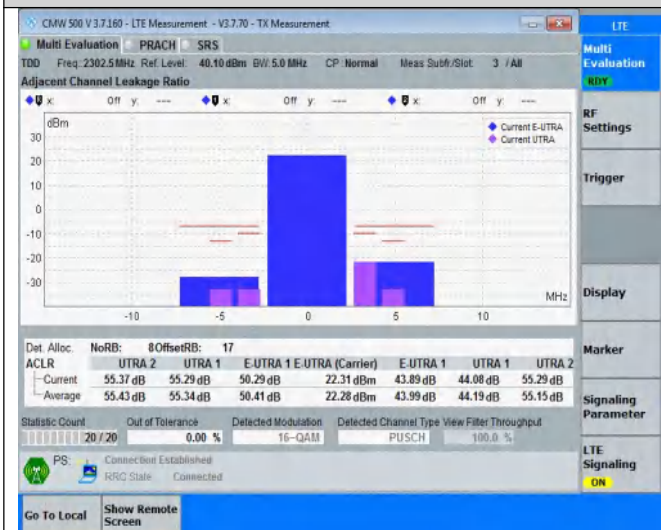 CMW 500 V 3.7.160 - LTE Measurement - V3.7.70 - TX Measurement
LTE
Multi Evaluation PRACH SRS
Multi Evaluation
RDY
TDD Freq.: 2302.5 MHz Ref. Level: 40.10 dBm BW: 5.0 MHz CP: Normal Meas Subfr./Slot: 3 / All
Adjacent Channel Leakage Ratio
x: Off y: --- x: Off y: --- x: Off y: ---
dBm
Current E-UTRA
Current UTRA
30
20
10
0
-10
-20
-30
MHz
-10 -5 0 5 10
RF Settings
Trigger
Display
Marker
Signaling Parameter
LTE Signaling
ON
Det. Alloc. NoRB: 8 OffsetRB: 17
ACLR UTRA 2 UTRA 1 E-UTRA 1 E-UTRA (Carrier) E-UTRA 1 UTRA 1 UTRA 2
Current 55.37 dB 55.29 dB 50.29 dB 22.31 dBm 43.89 dB 44.08 dB 55.29 dB
Average 55.43 dB 55.34 dB 50.41 dB 22.28 dBm 43.99 dB 44.19 dB 55.15 dB
Statistic Count Out of Tolerance Detected Modulation Detected Channel Type View Filter Throughput
20 / 20 0.00 % 16-QAM PUSCH 100.0 %
PS: Connection Established
RRC State Connected
Go To Local Show Remote Screen